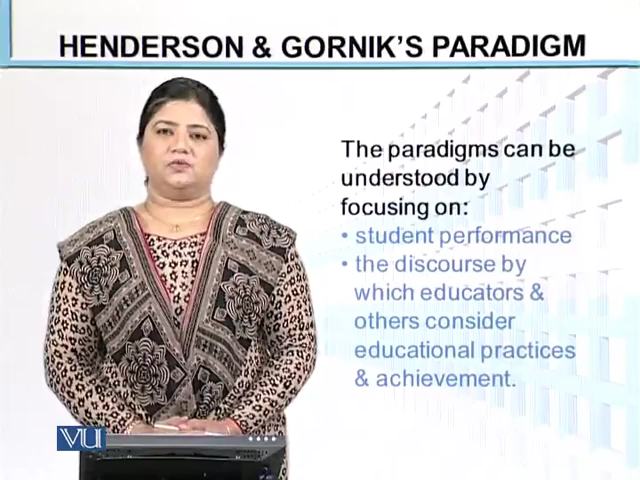 HENDERSON & GORNIK'S PARADIGM
The paradigms can be
understood by
focusing on:
• student performance
• the discourse by
which educators &
others consider
educational practices
& achievement.
VU